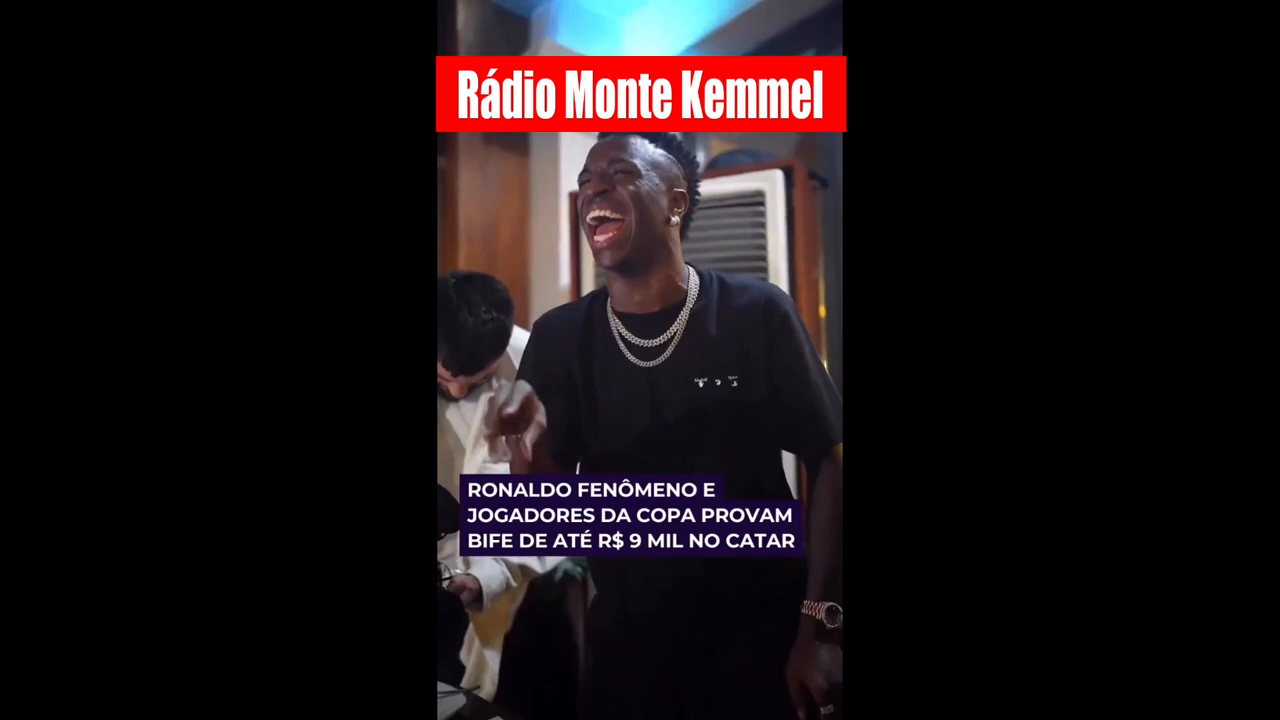 Rádio Monte Kemmel
RONALDO FENÔMENO E
JOGADORES DA COPA PROVAM
BIFE DE ATÉ R$ 9 MIL NO CATAR